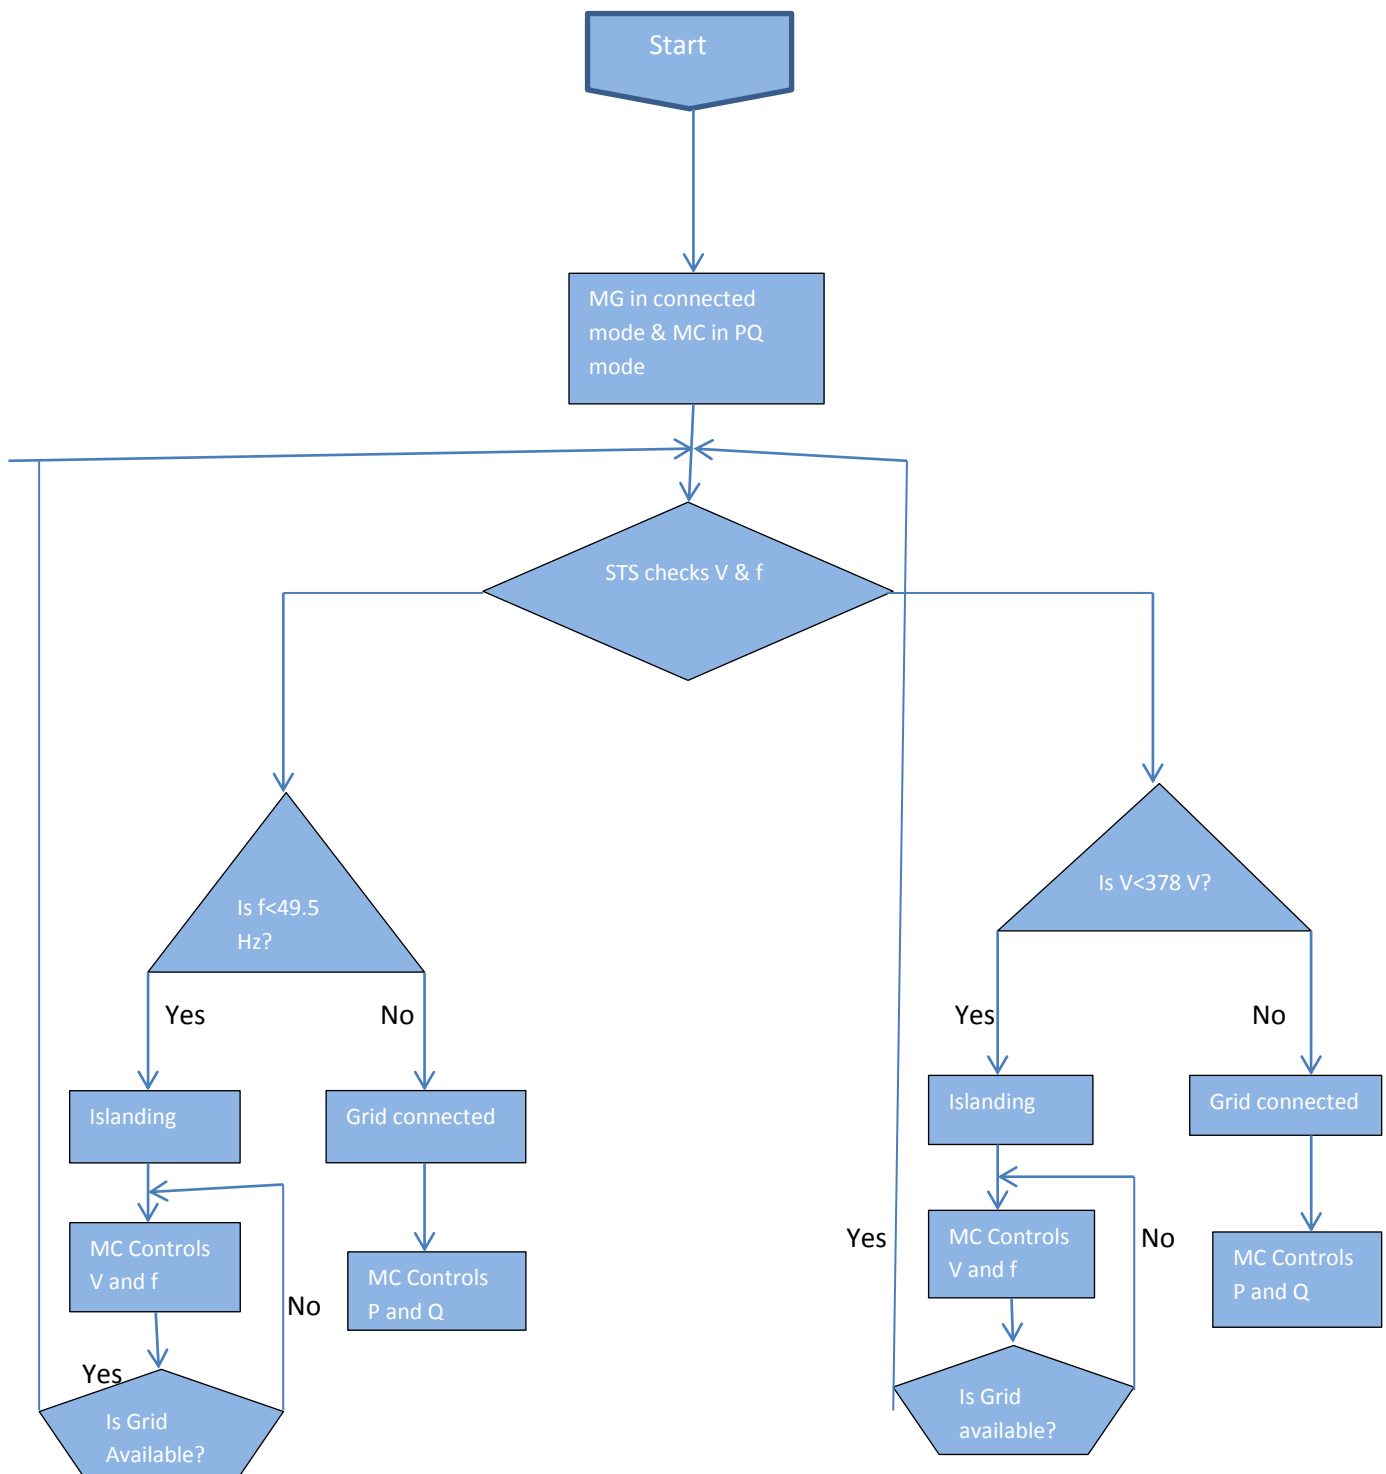 Start
MG in connected
mode & MC in PQ
mode
STS checks V & f
Is f<49.5
Hz?
Yes
No
Islanding
Grid connected
MC Controls
V and f
MC Controls
P and Q
No
Yes
Is Grid
Available?
Is V<378 V?
Yes
No
Islanding
Grid connected
Yes
MC Controls
V and f
No
MC Controls
P and Q
Is Grid
available?